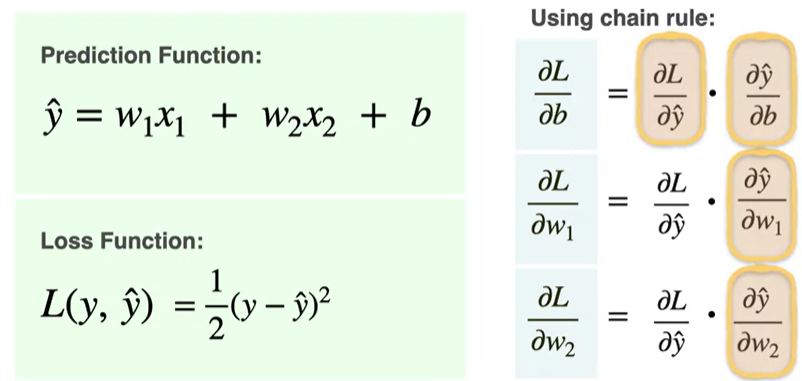 Prediction Function:
ŷ = w₁x₁ + w₂x₂ + b
Loss Function:
L(y, ŷ) = 1/2(y − ŷ)²
Using chain rule:
∂L/∂b = ∂L/∂ŷ · ∂ŷ/∂b
∂L/∂w₁ = ∂L/∂ŷ · ∂ŷ/∂w₁
∂L/∂w₂ = ∂L/∂ŷ · ∂ŷ/∂w₂